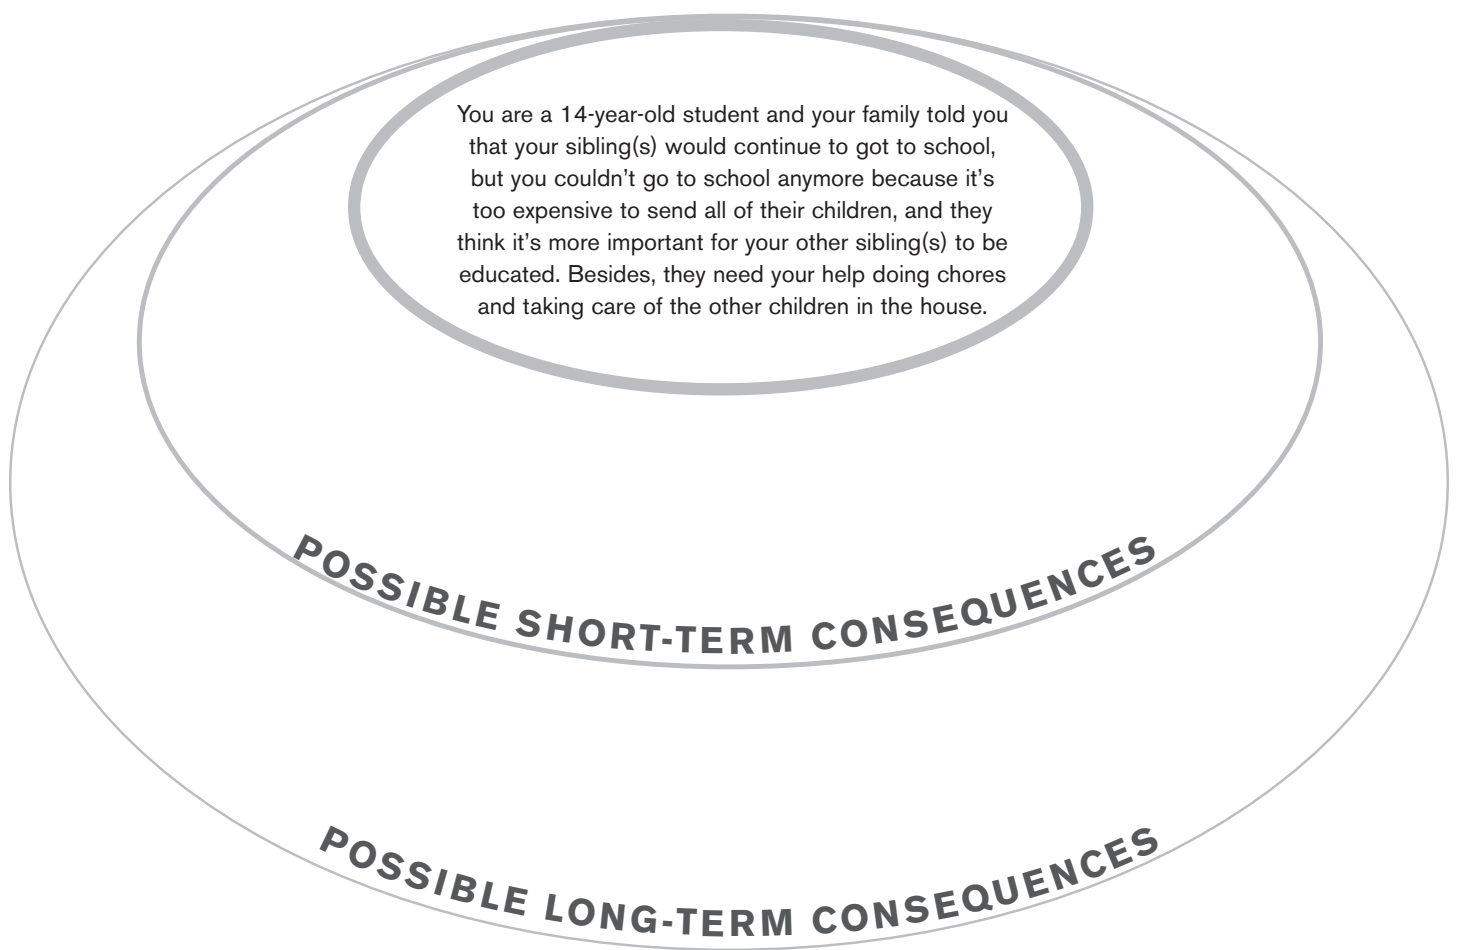 You are a 14-year-old student and your family told you
that your sibling(s) would continue to got to school,
but you couldn't go to school anymore because it's
too expensive to send all of their children, and they
think it's more important for your other sibling(s) to be
educated. Besides, they need your help doing chores
and taking care of the other children in the house.
POSSIBLE SHORT-TERM CONSEQUENCES
POSSIBLE LONG-TERM CONSEQUENCES